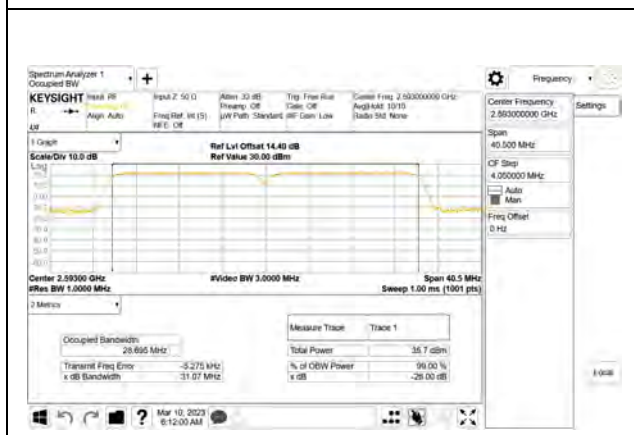 Spectrum Analyzer 1
Occupied BW
+
Frequency
KEYSIGHT
Input: RF
Input Z: 50 Ω
Atten: 32 dB
Trig: Free Run
Center Freq: 2.593000000 GHz
Preamp: Off
Gate: Off
Avg|Hold: 10/10
Align: Auto
Freq Ref: Int (S)
µW Path: Standard
#IF Gain: Low
Radio Std: None
NFE: Off
R
LXI
Center Frequency
2.593000000 GHz
Settings
Span
40.500 MHz
CF Step
4.050000 MHz
Auto
Man
Freq Offset
0 Hz
1 Graph
Scale/Div 10.0 dB
Ref Lvl Offset 14.40 dB
Ref Value 30.00 dBm
Log
Center 2.59300 GHz
#Video BW 3.0000 MHz
Span 40.5 MHz
#Res BW 1.0000 MHz
Sweep 1.00 ms (1001 pts)
2 Metrics
Measure Trace
Trace 1
Occupied Bandwidth
28.695 MHz
Total Power
35.7 dBm
Transmit Freq Error
-5.275 kHz
% of OBW Power
99.00 %
x dB Bandwidth
31.07 MHz
x dB
-26.00 dB
Local
?
Mar 10, 2023
6:12:00 AM